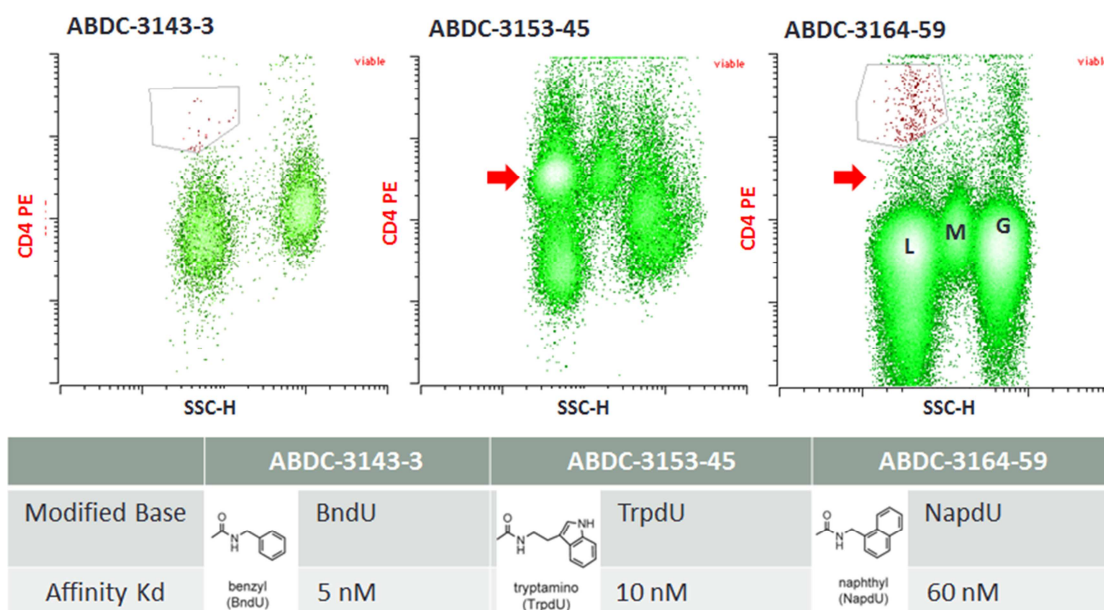 ABDC-3143-3
ABDC-3153-45
ABDC-3164-59
viable
viable
viable
CD4 PE
CD4 PE
CD4 PE
L
M
G
SSC-H
SSC-H
SSC-H
ABDC-3143-3 ABDC-3153-45 ABDC-3164-59
Modified Base BndU TrpdU NapdU
O
N
H
O
N
H
NH
O
N
H
benzyl
(BndU)
tryptamino
(TrpdU)
naphthyl
(NapdU)
Affinity Kd 5 nM 10 nM 60 nM